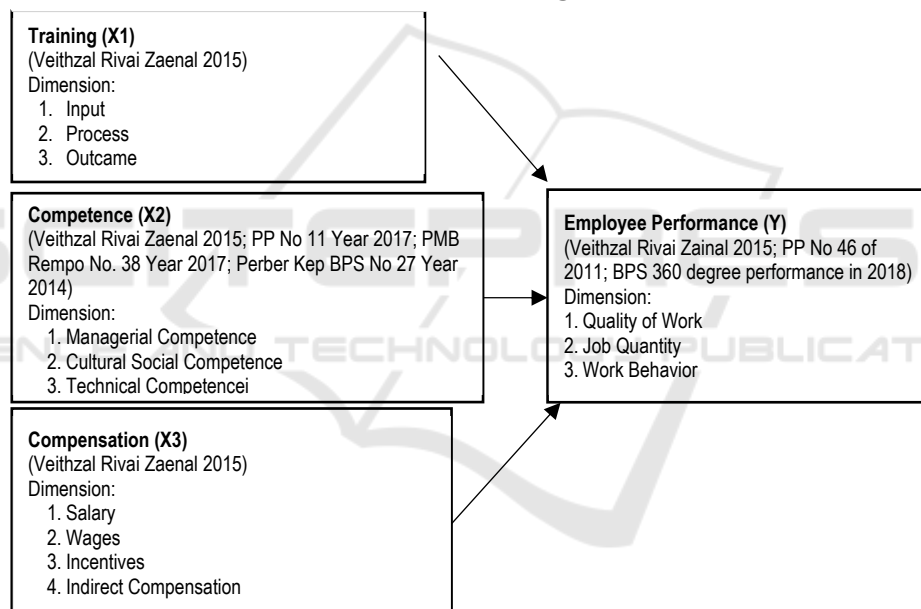 Training (X1)
(Veithzal Rivai Zaenal 2015)
Dimension:
1. Input
2. Process
3. Outcame
Competence (X2)
(Veithzal Rivai Zaenal 2015; PP No 11 Year 2017; PMB
Rempo No. 38 Year 2017; Perber Kep BPS No 27 Year
2014)
Dimension:
1. Managerial Competence
2. Cultural Social Competence
3. Technical Competencei
Compensation (X3)
(Veithzal Rivai Zaenal 2015)
Dimension:
1. Salary
2. Wages
3. Incentives
4. Indirect Compensation
Employee Performance (Y)
(Veithzal Rivai Zainal 2015; PP No 46 of
2011; BPS 360 degree performance in 2018)
Dimension:
1. Quality of Work
2. Job Quantity
3. Work Behavior